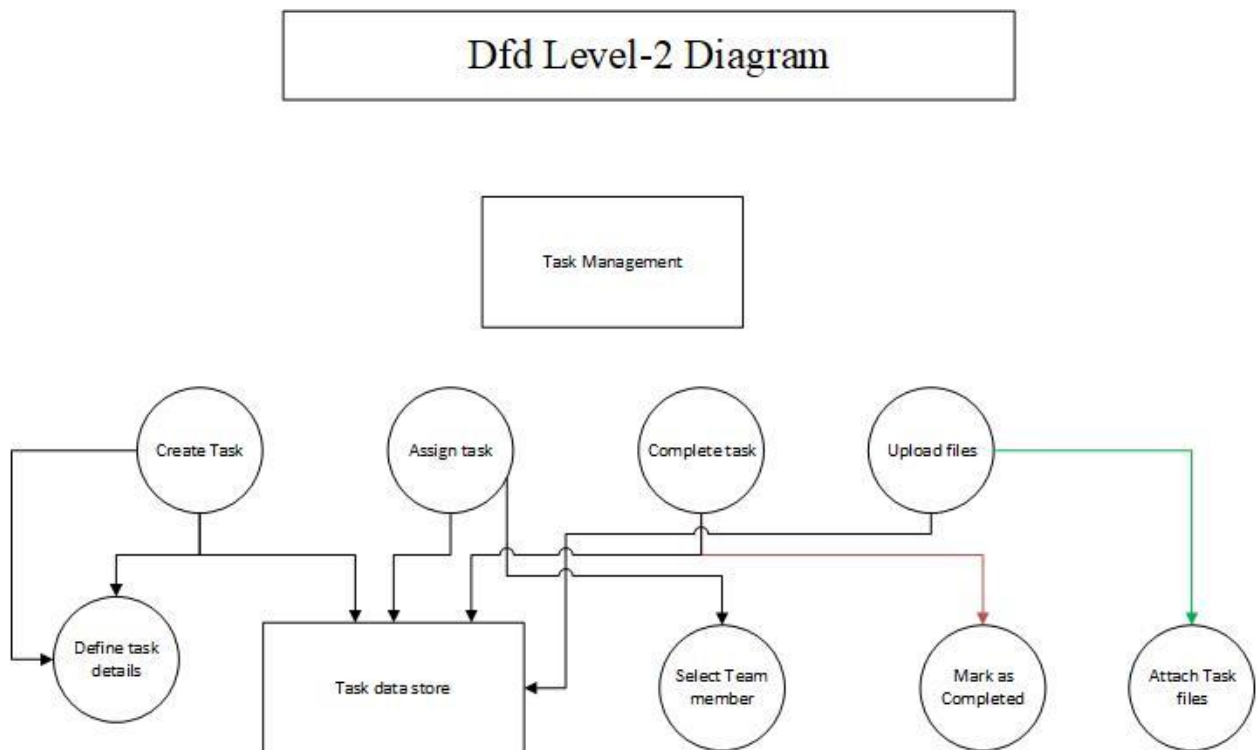 Dfd Level-2 Diagram
Task Management
Create Task
Assign task
Complete task
Upload files
Define task
details
Task data store
Select Team
member
Mark as
Completed
Attach Task
files